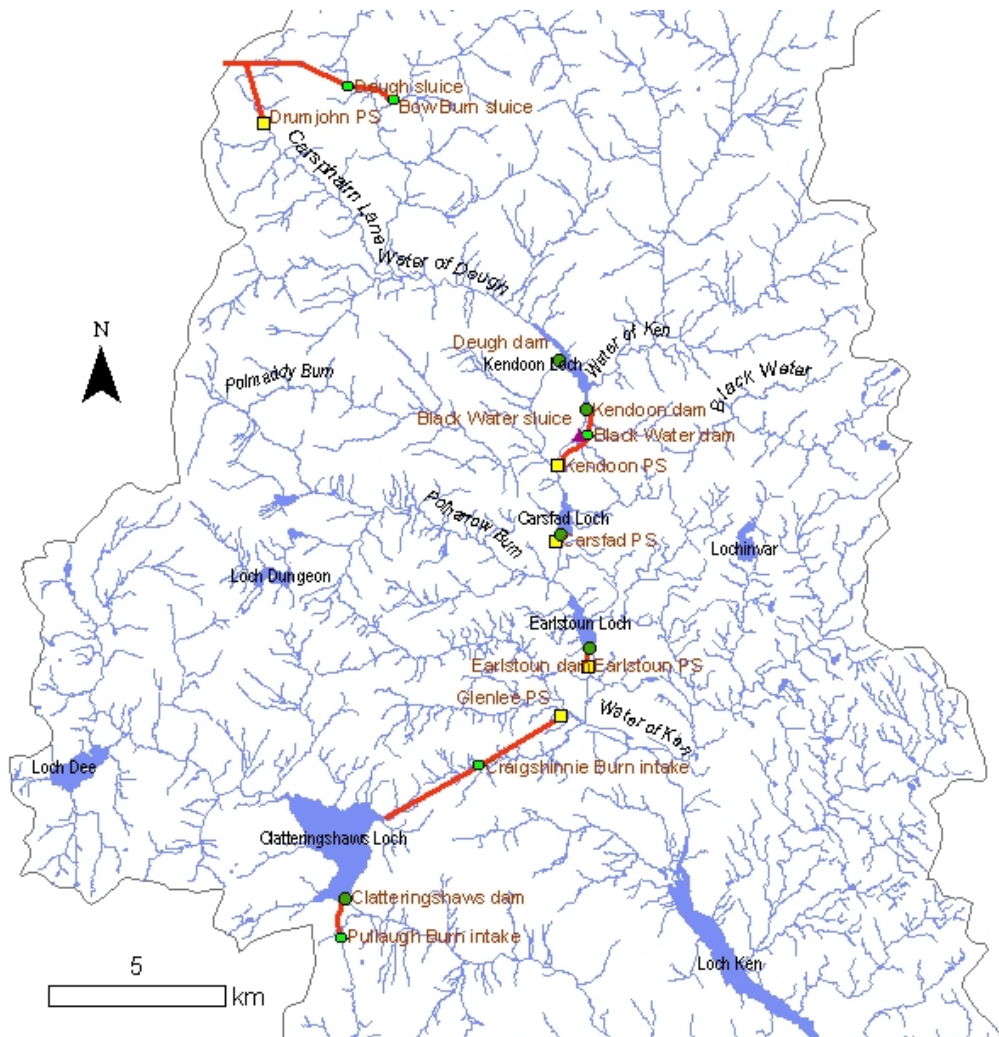 Deugh sluice
Bow Burn sluice
Drumjohn PS
Carsphairn Lane
N
Water of Deugh
Deugh dam
Water of Ken
Kendoon Loch
Polmaddy Burn
Black Water
Black Water sluice
Kendoon dam
Black Water dam
Kendoon PS
Polharrow Burn
Carsfad Loch
Carsfad PS
Lochinvar
Loch Dungeon
Earlstoun Loch
Earlstoun dam
Earlstoun PS
Glenlee PS
Water of Ken
Loch Dee
Craigshinnie Burn intake
Clatteringshaws Loch
Clatteringshaws dam
Pullaugh Burn intake
Loch Ken
5
km